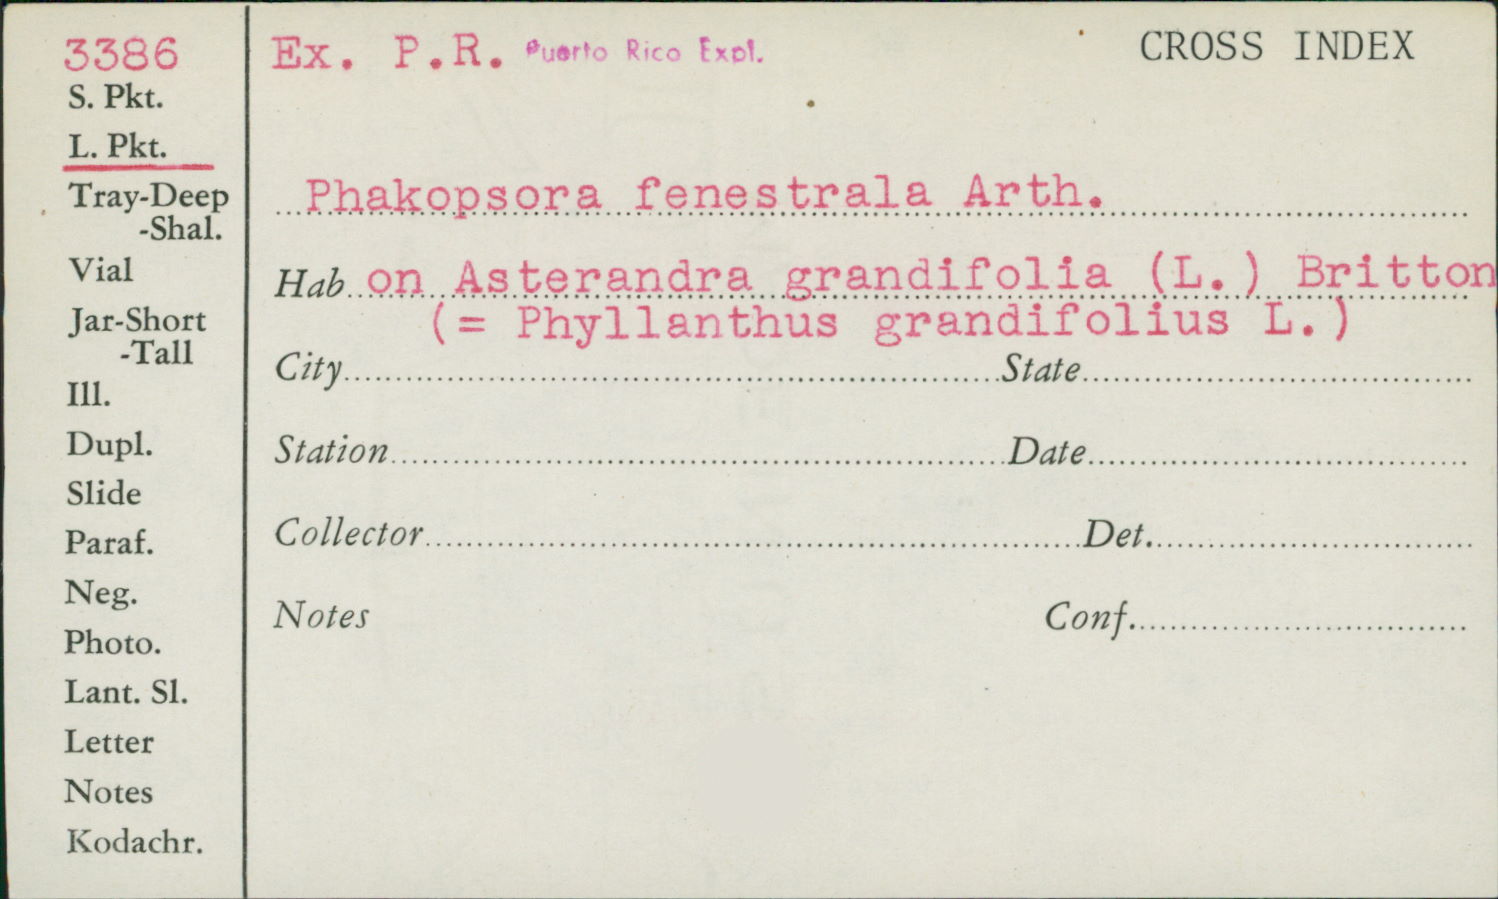 3386
S. Pkt.
L. Pkt.
Tray-Deep
-Shal.
Vial
Jar-Short
-Tall
Ill.
Dupl.
Slide
Paraf.
Neg.
Photo.
Lant. Sl.
Letter
Notes
Kodachr.
Ex. P.R. Puerto Rico Expl. CROSS INDEX
Phakopsora fenestrala Arth.
Hab on Asterandra grandifolia (L.) Britton
(= Phyllanthus grandifolius L.)
City State
Station Date
Collector Det.
Notes Conf.